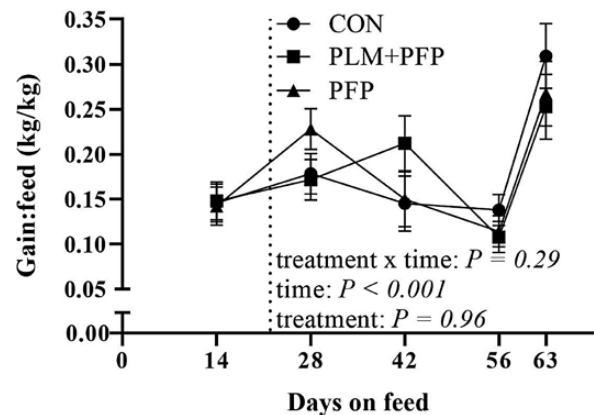 Gain:feed (kg/kg)
0.35
0.30
0.25
0.20
0.15
0.10
0.05
0.00
CON
PLM+PFP
PFP
treatment x time: P = 0.29
time: P < 0.001
treatment: P = 0.96
0 14 28 42 56 63
Days on feed